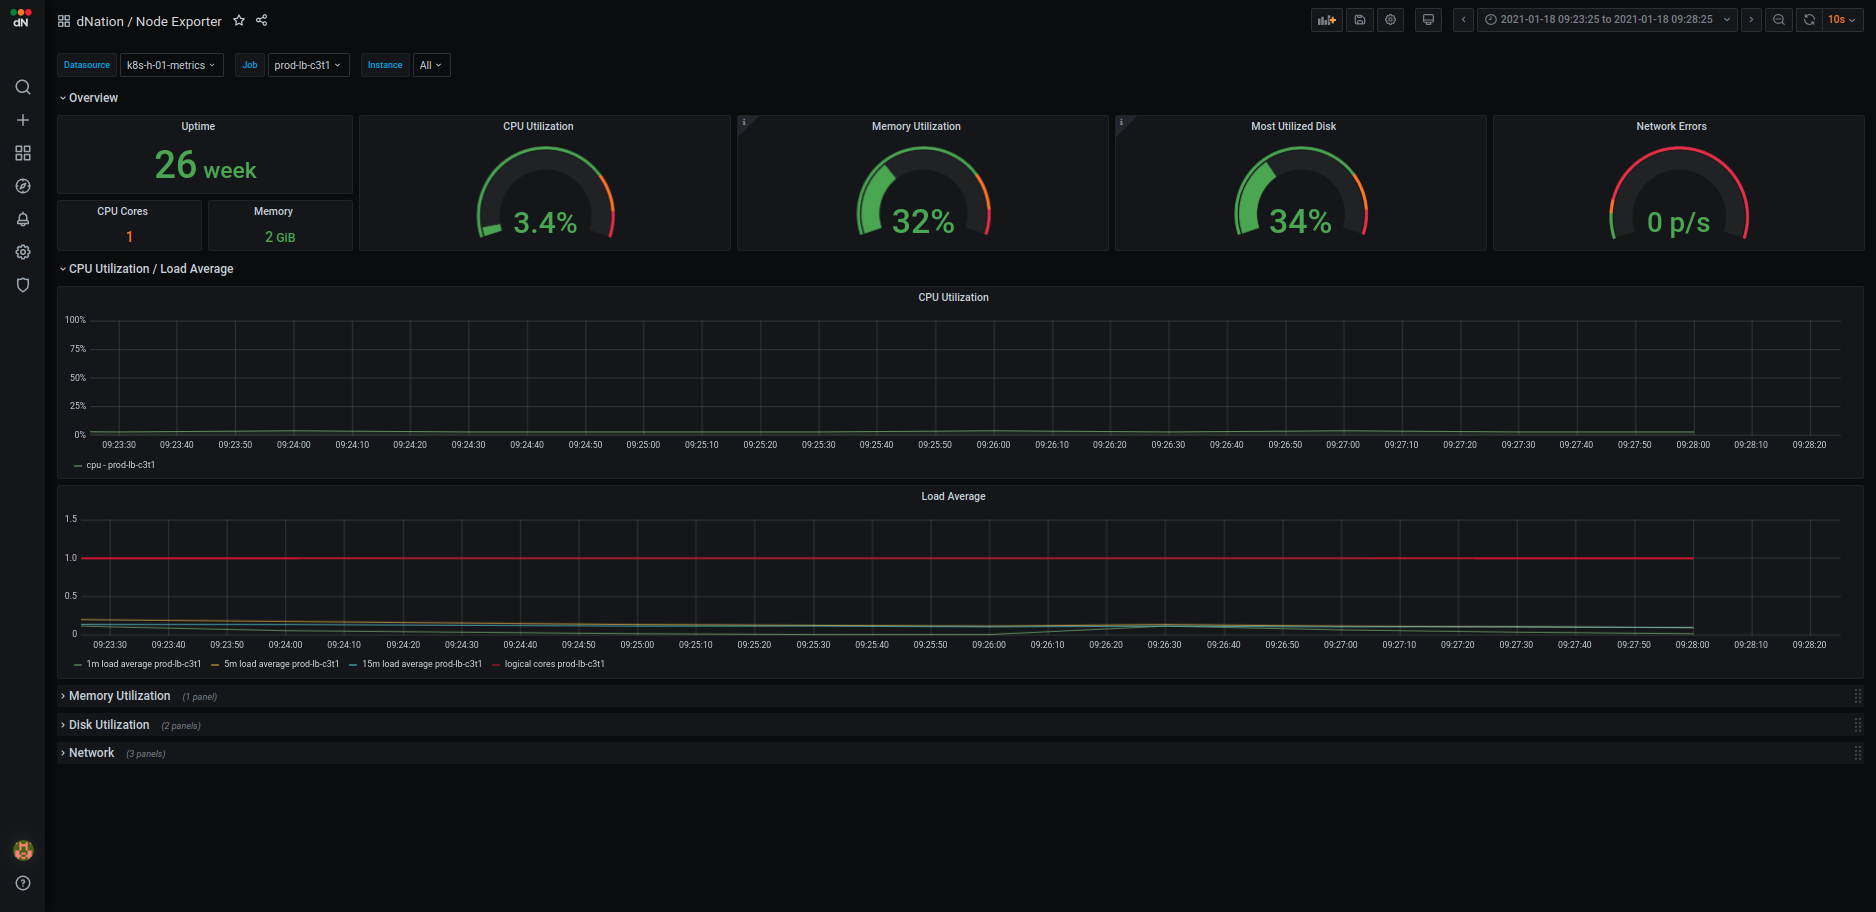 dN
dNation / Node Exporter
2021-01-18 09:23:25 to 2021-01-18 09:28:25
10s
Datasource k8s-h-01-metrics Job prod-lb-c3t1 Instance All
Overview
Uptime
26 week
CPU Cores
1
Memory
2 GiB
CPU Utilization
3.4%
i
Memory Utilization
32%
i
Most Utilized Disk
34%
Network Errors
0 p/s
CPU Utilization / Load Average
CPU Utilization
100%
75%
50%
25%
0%
09:23:30 09:23:40 09:23:50 09:24:00 09:24:10 09:24:20 09:24:30 09:24:40 09:24:50 09:25:00 09:25:10 09:25:20 09:25:30 09:25:40 09:25:50 09:26:00 09:26:10 09:26:20 09:26:30 09:26:40 09:26:50 09:27:00 09:27:10 09:27:20 09:27:30 09:27:40 09:27:50 09:28:00 09:28:10 09:28:20
cpu - prod-lb-c3t1
Load Average
1.5
1.0
0.5
0
09:23:30 09:23:40 09:23:50 09:24:00 09:24:10 09:24:20 09:24:30 09:24:40 09:24:50 09:25:00 09:25:10 09:25:20 09:25:30 09:25:40 09:25:50 09:26:00 09:26:10 09:26:20 09:26:30 09:26:40 09:26:50 09:27:00 09:27:10 09:27:20 09:27:30 09:27:40 09:27:50 09:28:00 09:28:10 09:28:20
1m load average prod-lb-c3t1 5m load average prod-lb-c3t1 15m load average prod-lb-c3t1 logical cores prod-lb-c3t1
Memory Utilization (1 panel)
Disk Utilization (2 panels)
Network (3 panels)